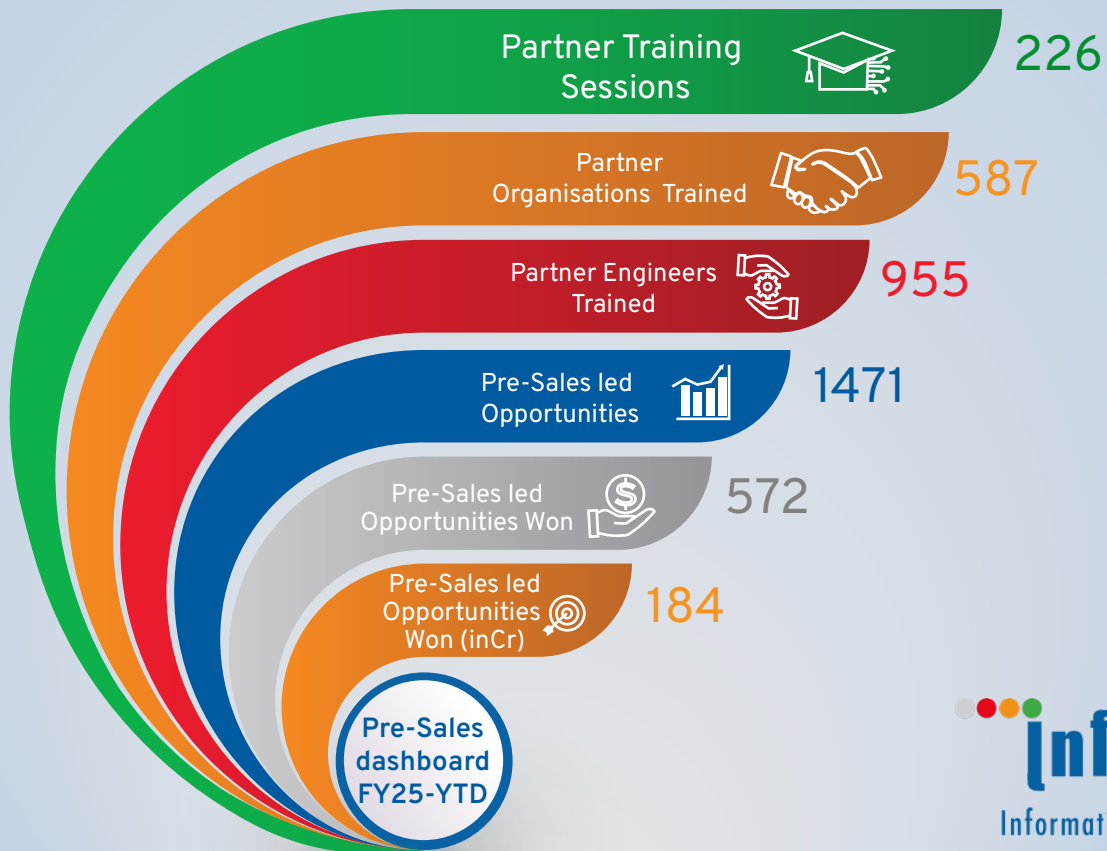 Partner Training
Sessions
226
Partner
Organisations Trained
587
Partner Engineers
Trained
955
Pre-Sales led
Opportunities
1471
Pre-Sales led
Opportunities Won
572
Pre-Sales led
Opportunities
Won (inCr)
184
Pre-Sales
dashboard
FY25-YTD